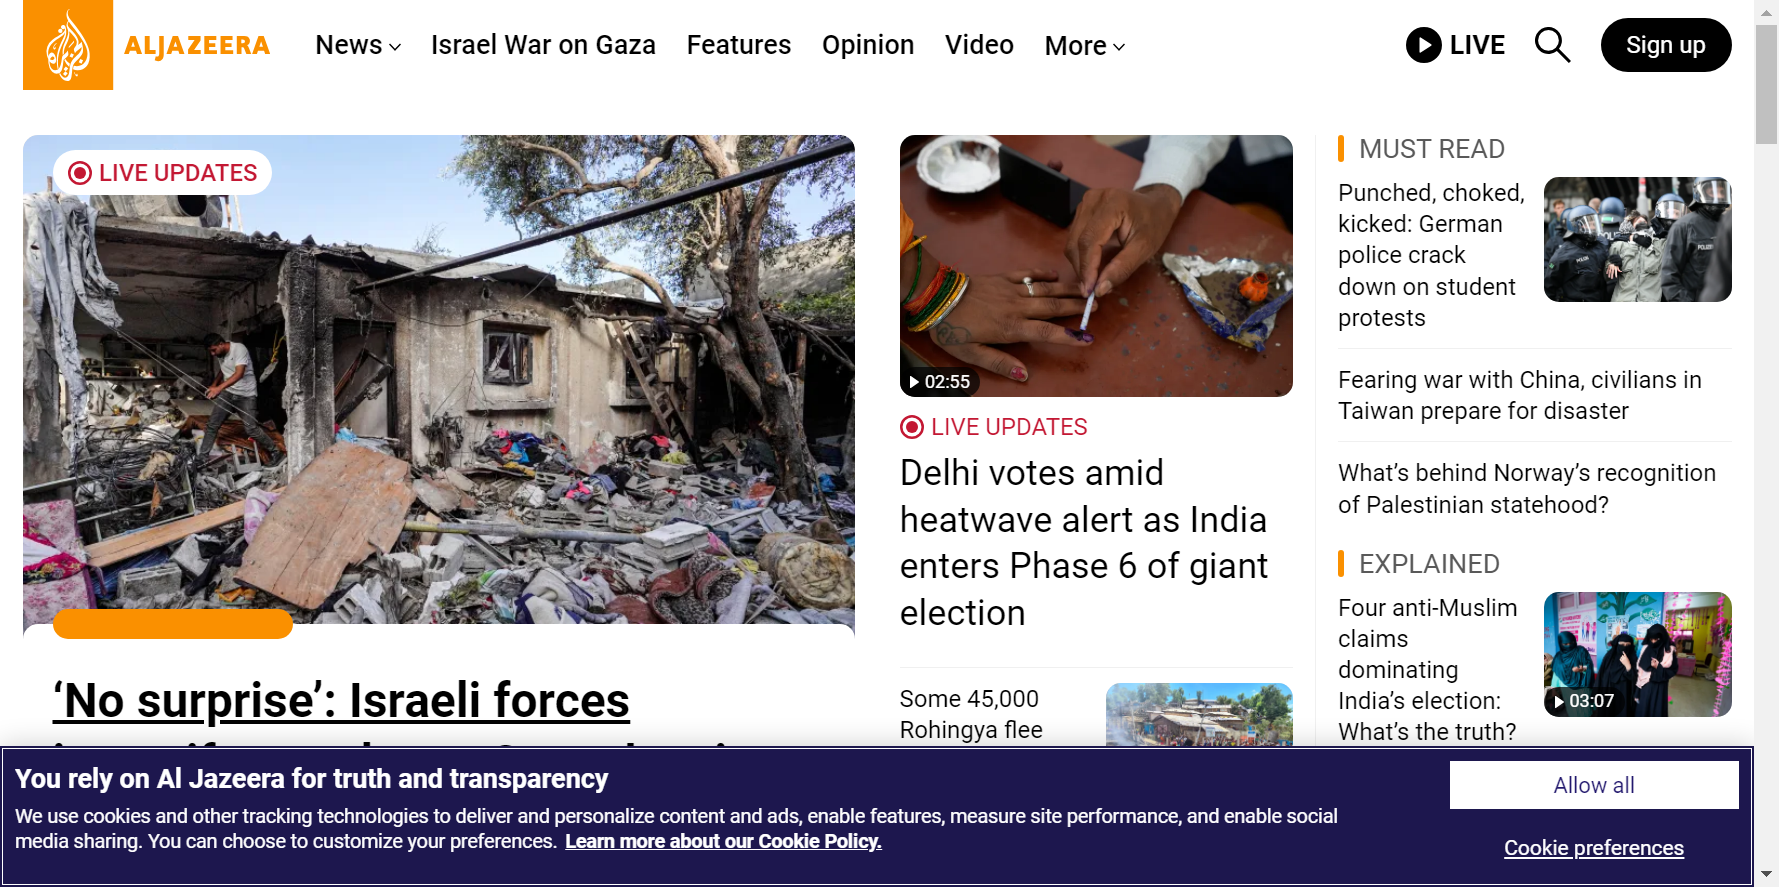 ALJAZEERA
News
Israel War on Gaza
Features
Opinion
Video
More
LIVE
Sign up
LIVE UPDATES
‘No surprise’: Israeli forces
02:55
LIVE UPDATES
Delhi votes amid
heatwave alert as India
enters Phase 6 of giant
election
Some 45,000
Rohingya flee
MUST READ
Punched, choked,
kicked: German
police crack
down on student
protests
Fearing war with China, civilians in
Taiwan prepare for disaster
What’s behind Norway’s recognition
of Palestinian statehood?
EXPLAINED
Four anti-Muslim
claims
dominating
India’s election:
What’s the truth?
03:07
You rely on Al Jazeera for truth and transparency
We use cookies and other tracking technologies to deliver and personalize content and ads, enable features, measure site performance, and enable social
media sharing. You can choose to customize your preferences. Learn more about our Cookie Policy.
Allow all
Cookie preferences